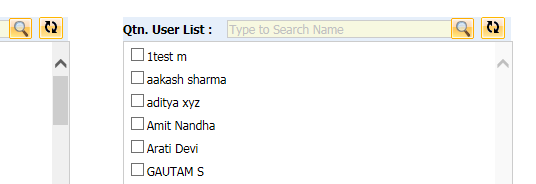 Qtn. User List : Type to Search Name
1test m
aakash sharma
aditya xyz
Amit Nandha
Arati Devi
GAUTAM S